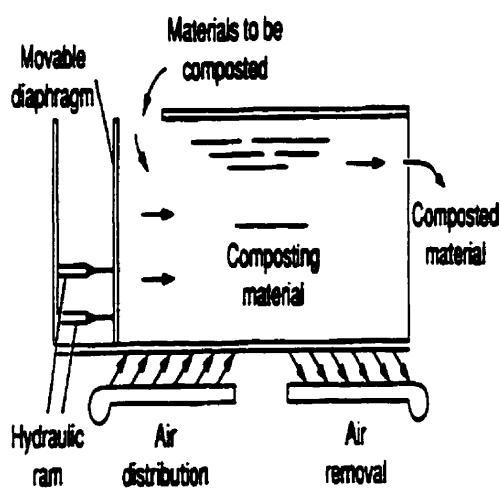 Materials to be
composted
Movable
diaphragm
Composted
material
Composting
material
Hydraulic
ram
Air
distribution
Air
removal